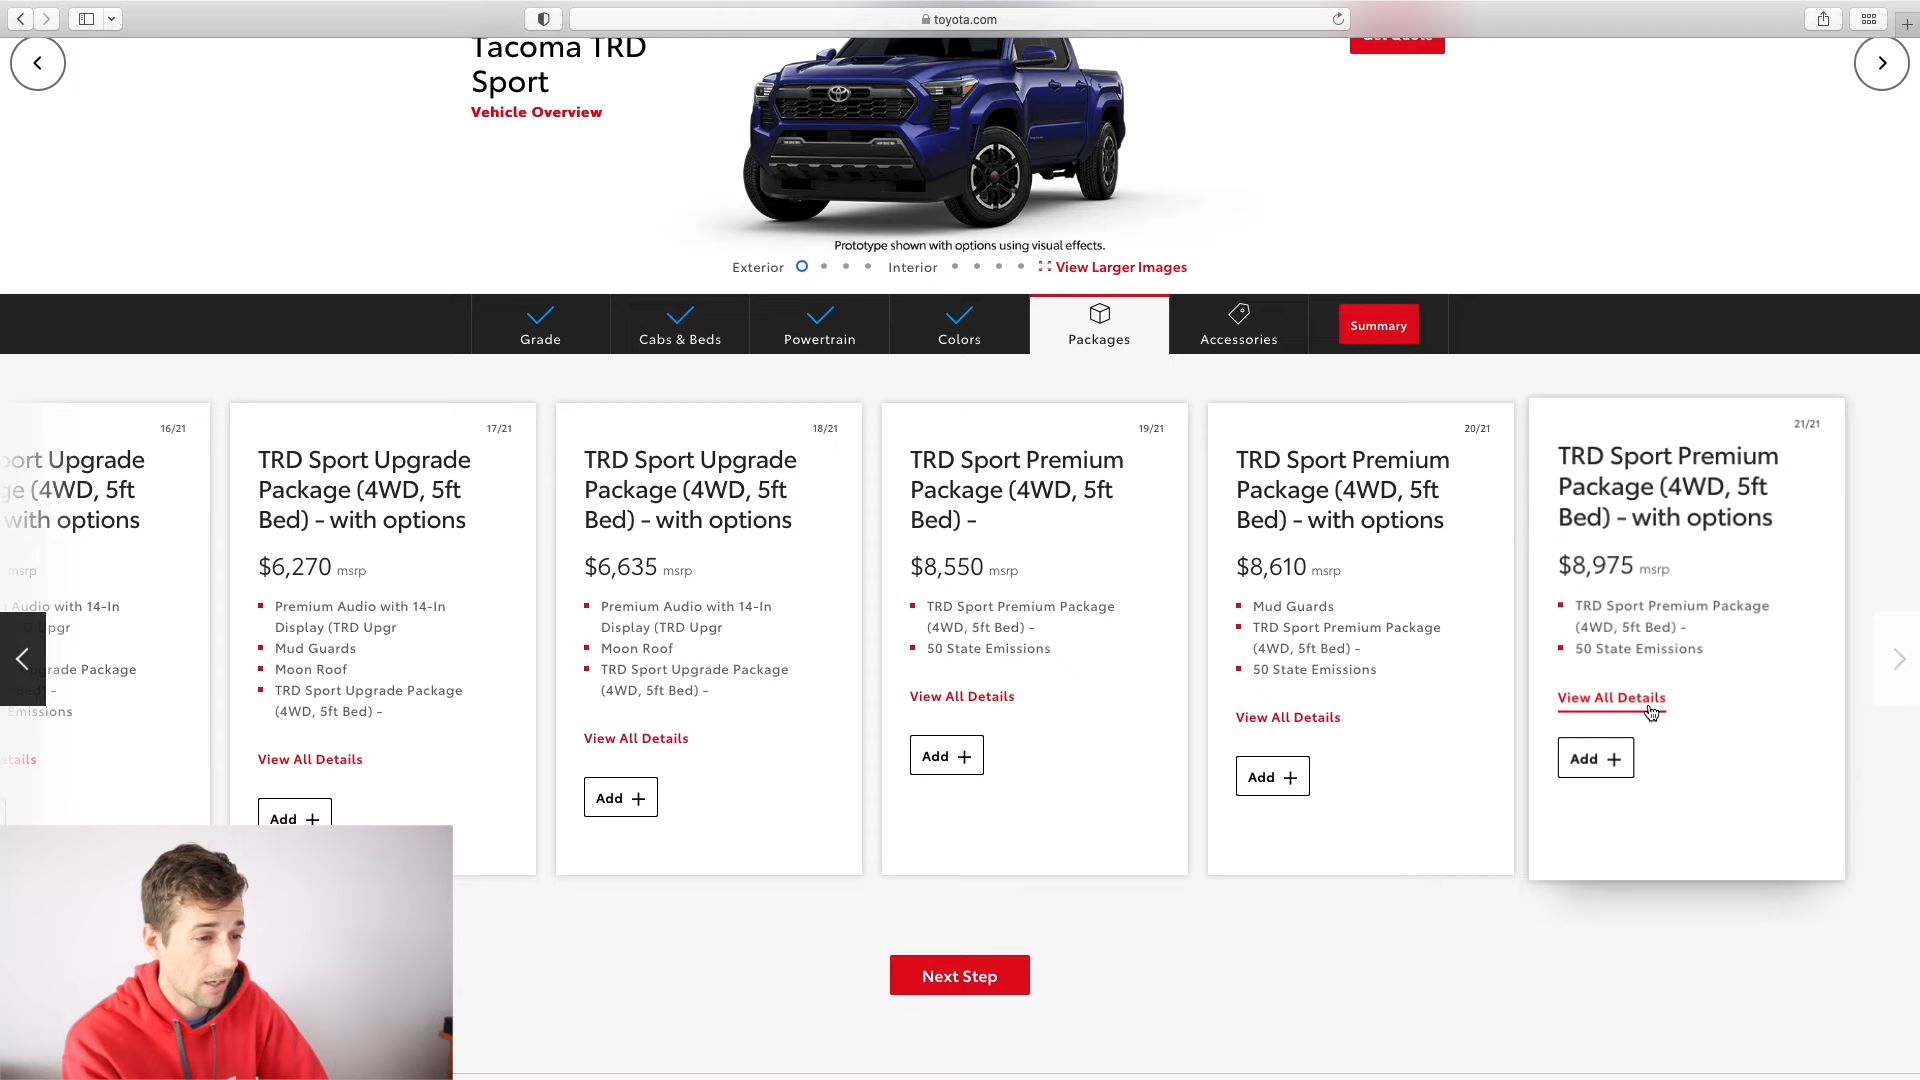 toyota.com
Tacoma TRD
Sport
Vehicle Overview
Prototype shown with options using visual effects.
Exterior
Interior
View Larger Images
Grade
Cabs & Beds
Powertrain
Colors
Packages
Accessories
Summary
16/21
ort Upgrade
(4WD, 5ft
with options
msrp
Audio with 14-In
Upgrade Package
Emissions
17/21
TRD Sport Upgrade
Package (4WD, 5ft
Bed) - with options
$6,270 msrp
Premium Audio with 14-In
Display (TRD Upgr
Mud Guards
Moon Roof
TRD Sport Upgrade Package
(4WD, 5ft Bed) -
View All Details
Add +
18/21
TRD Sport Upgrade
Package (4WD, 5ft
Bed) - with options
$6,635 msrp
Premium Audio with 14-In
Display (TRD Upgr
Moon Roof
TRD Sport Upgrade Package
(4WD, 5ft Bed) -
View All Details
Add +
19/21
TRD Sport Premium
Package (4WD, 5ft
Bed) -
$8,550 msrp
TRD Sport Premium Package
(4WD, 5ft Bed) -
50 State Emissions
View All Details
Add +
20/21
TRD Sport Premium
Package (4WD, 5ft
Bed) - with options
$8,610 msrp
Mud Guards
TRD Sport Premium Package
(4WD, 5ft Bed) -
50 State Emissions
View All Details
Add +
21/21
TRD Sport Premium
Package (4WD, 5ft
Bed) - with options
$8,975 msrp
TRD Sport Premium Package
(4WD, 5ft Bed) -
50 State Emissions
View All Details
Add +
Next Step